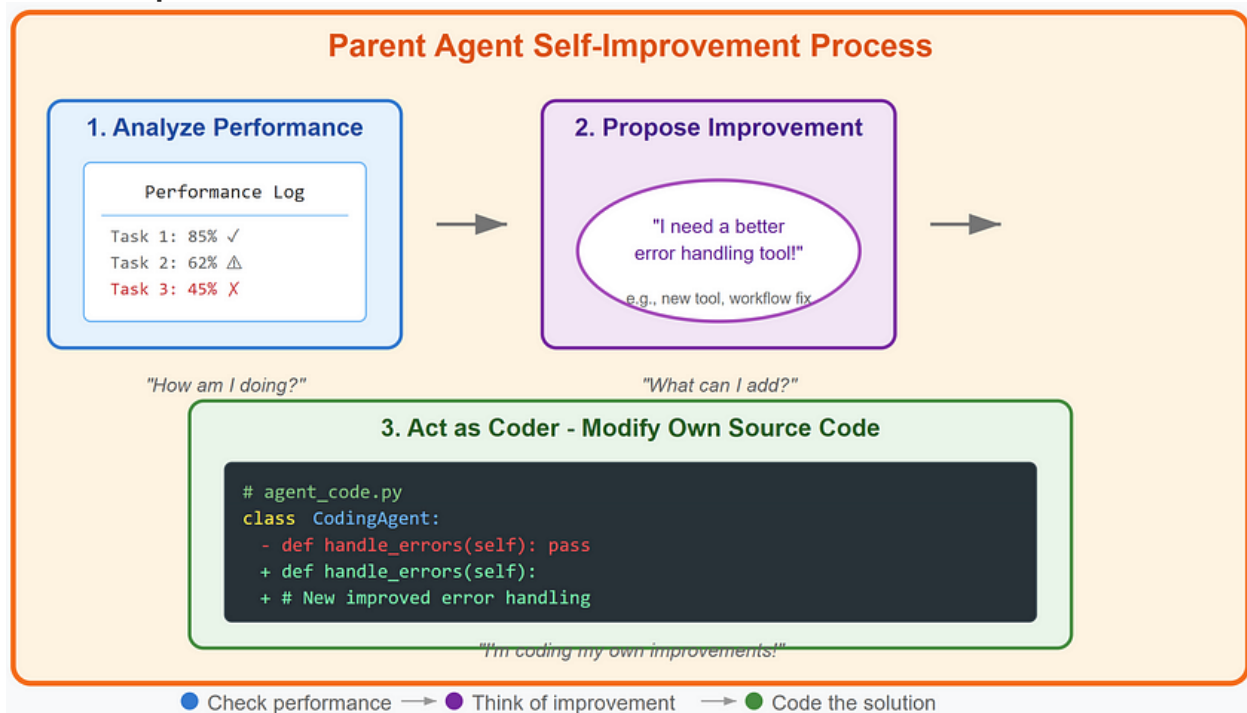 Parent Agent Self-Improvement Process
1. Analyze Performance
Performance Log
Task 1: 85% ✓
Task 2: 62% ⚠
Task 3: 45% ✗
"How am I doing?"
2. Propose Improvement
"I need a better
error handling tool!"
e.g., new tool, workflow fix
"What can I add?"
3. Act as Coder - Modify Own Source Code
# agent_code.py
class CodingAgent:
- def handle_errors(self): pass
+ def handle_errors(self):
+ # New improved error handling
"I'm coding my own improvements!"
Check performance → Think of improvement → Code the solution